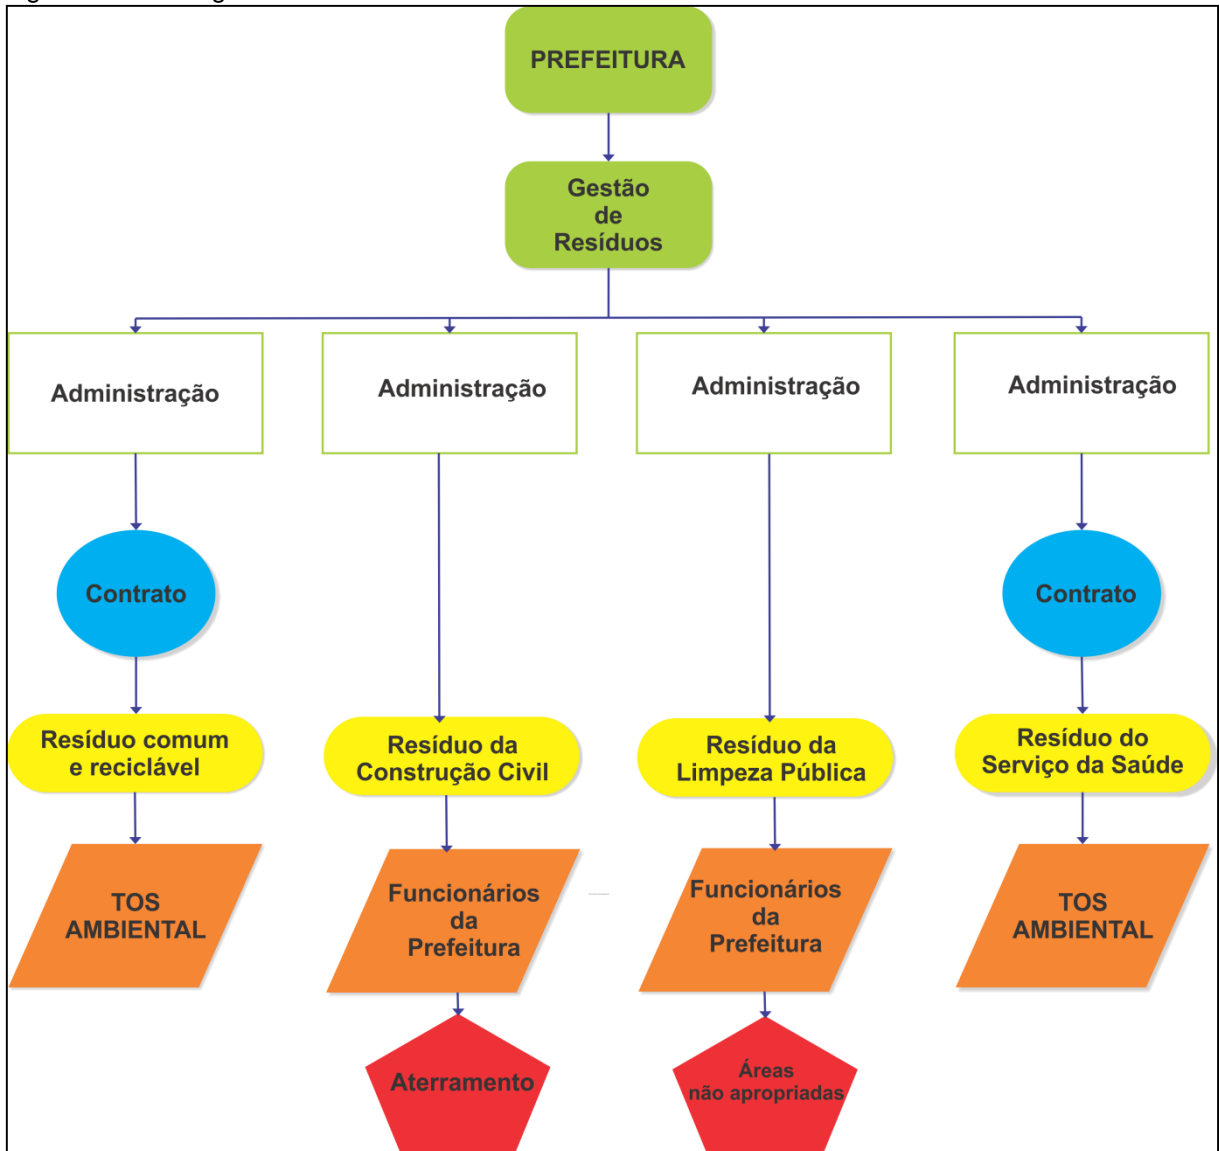 PREFEITURA
Gestão
de
Resíduos
Administração
Administração
Administração
Administração
Contrato
Contrato
Resíduo comum
e reciclável
Resíduo da
Construção Civil
Resíduo da
Limpeza Pública
Resíduo do
Serviço da Saúde
TOS
AMBIENTAL
Funcionários
da
Prefeitura
Funcionários
da
Prefeitura
TOS
AMBIENTAL
Aterramento
Áreas
não apropriadas